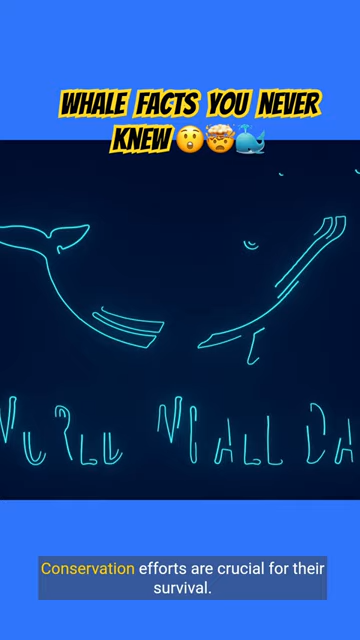 WHALE FACTS YOU NEVER
KNEW 😲🤯🐳
Conservation efforts are crucial for their
survival.